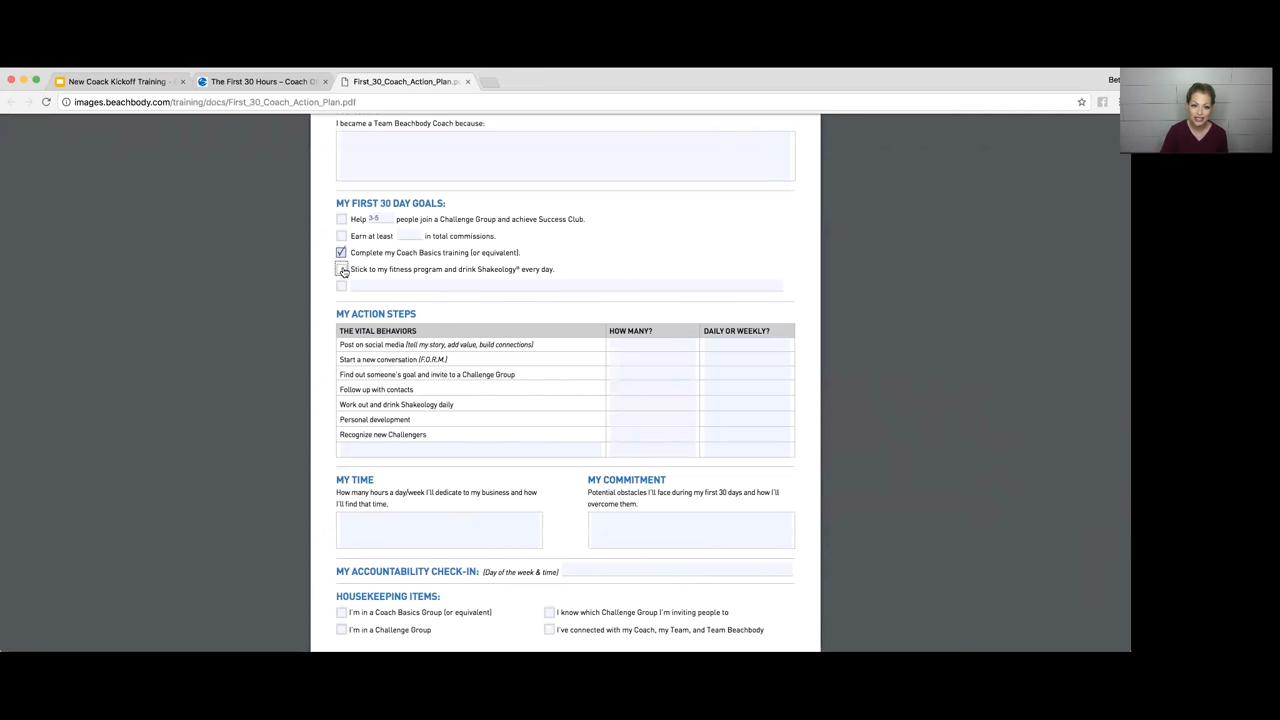 New Coack Kickoff Training -
The First 30 Hours – Coach O
First_30_Coach_Action_Plan.p
Bet
images.beachbody.com/training/docs/First_30_Coach_Action_Plan.pdf
I became a Team Beachbody Coach because:
MY FIRST 30 DAY GOALS:
Help 3-5 people join a Challenge Group and achieve Success Club.
Earn at least in total commissions.
Complete my Coach Basics training (or equivalent).
Stick to my fitness program and drink Shakeology® every day.
MY ACTION STEPS
THE VITAL BEHAVIORS HOW MANY? DAILY OR WEEKLY?
Post on social media (tell my story, add value, build connections)
Start a new conversation (F.O.R.M.)
Find out someone's goal and invite to a Challenge Group
Follow up with contacts
Work out and drink Shakeology daily
Personal development
Recognize new Challengers
MY TIME
How many hours a day/week I'll dedicate to my business and how
I'll find that time.
MY COMMITMENT
Potential obstacles I'll face during my first 30 days and how I'll
overcome them.
MY ACCOUNTABILITY CHECK-IN: (Day of the week & time)
HOUSEKEEPING ITEMS:
I'm in a Coach Basics Group (or equivalent)
I'm in a Challenge Group
I know which Challenge Group I'm inviting people to
I've connected with my Coach, my Team, and Team Beachbody